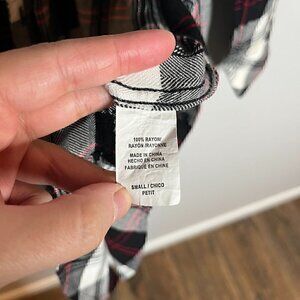 100% RAYON/
RAYON/RAYONNE
MADE IN CHINA
HECHO EN CHINA
FABRIQUÉ EN CHINE
SMALL / CHICO
PETIT